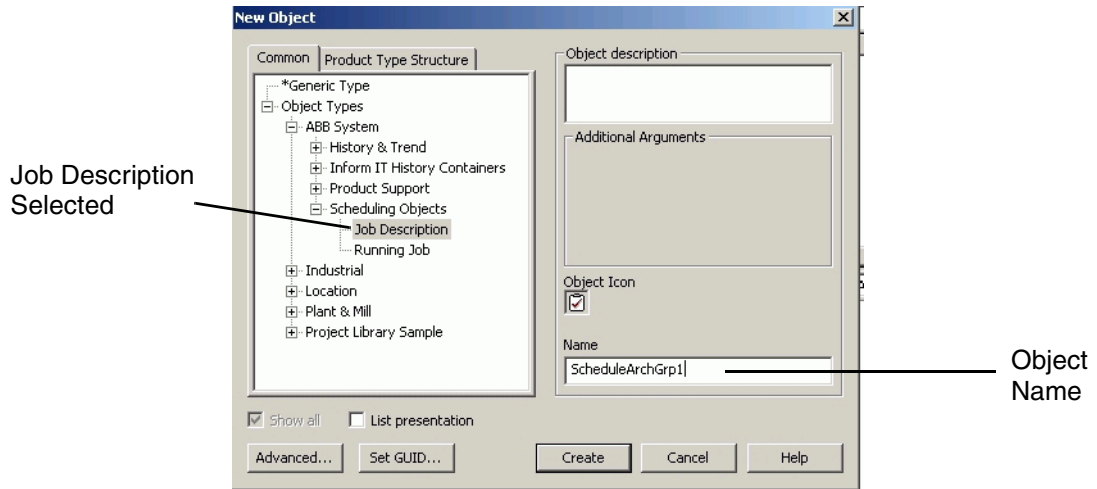 New Object
Common
Product Type Structure
*Generic Type
Object Types
ABB System
History & Trend
Inform IT History Containers
Product Support
Scheduling Objects
Job Description
Running Job
Industrial
Location
Plant & Mill
Project Library Sample
Object description
Additional Arguments
Object Icon
Name
ScheduleArchGrp1
Show all
List presentation
Advanced...
Set GUID...
Create
Cancel
Help
Job Description
Selected
Object
Name